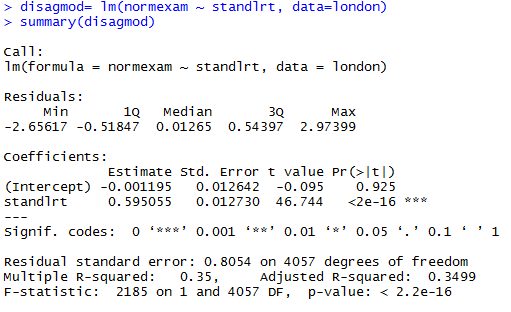 > disagmod= lm(normexam ~ standlrt, data=london)
> summary(disagmod)
Call:
lm(formula = normexam ~ standlrt, data = london)
Residuals:
     Min       1Q   Median       3Q      Max
-2.65617 -0.51847  0.01265  0.54397  2.97399
Coefficients:
             Estimate Std. Error t value Pr(>|t|)
(Intercept) -0.001195   0.012642  -0.095    0.925
standlrt     0.595055   0.012730  46.744   <2e-16 ***
---
Signif. codes:  0 ‘***’ 0.001 ‘**’ 0.01 ‘*’ 0.05 ‘.’ 0.1 ‘ ’ 1
Residual standard error: 0.8054 on 4057 degrees of freedom
Multiple R-squared:   0.35,     Adjusted R-squared: 0.3499
F-statistic:  2185 on 1 and 4057 DF,  p-value: < 2.2e-16